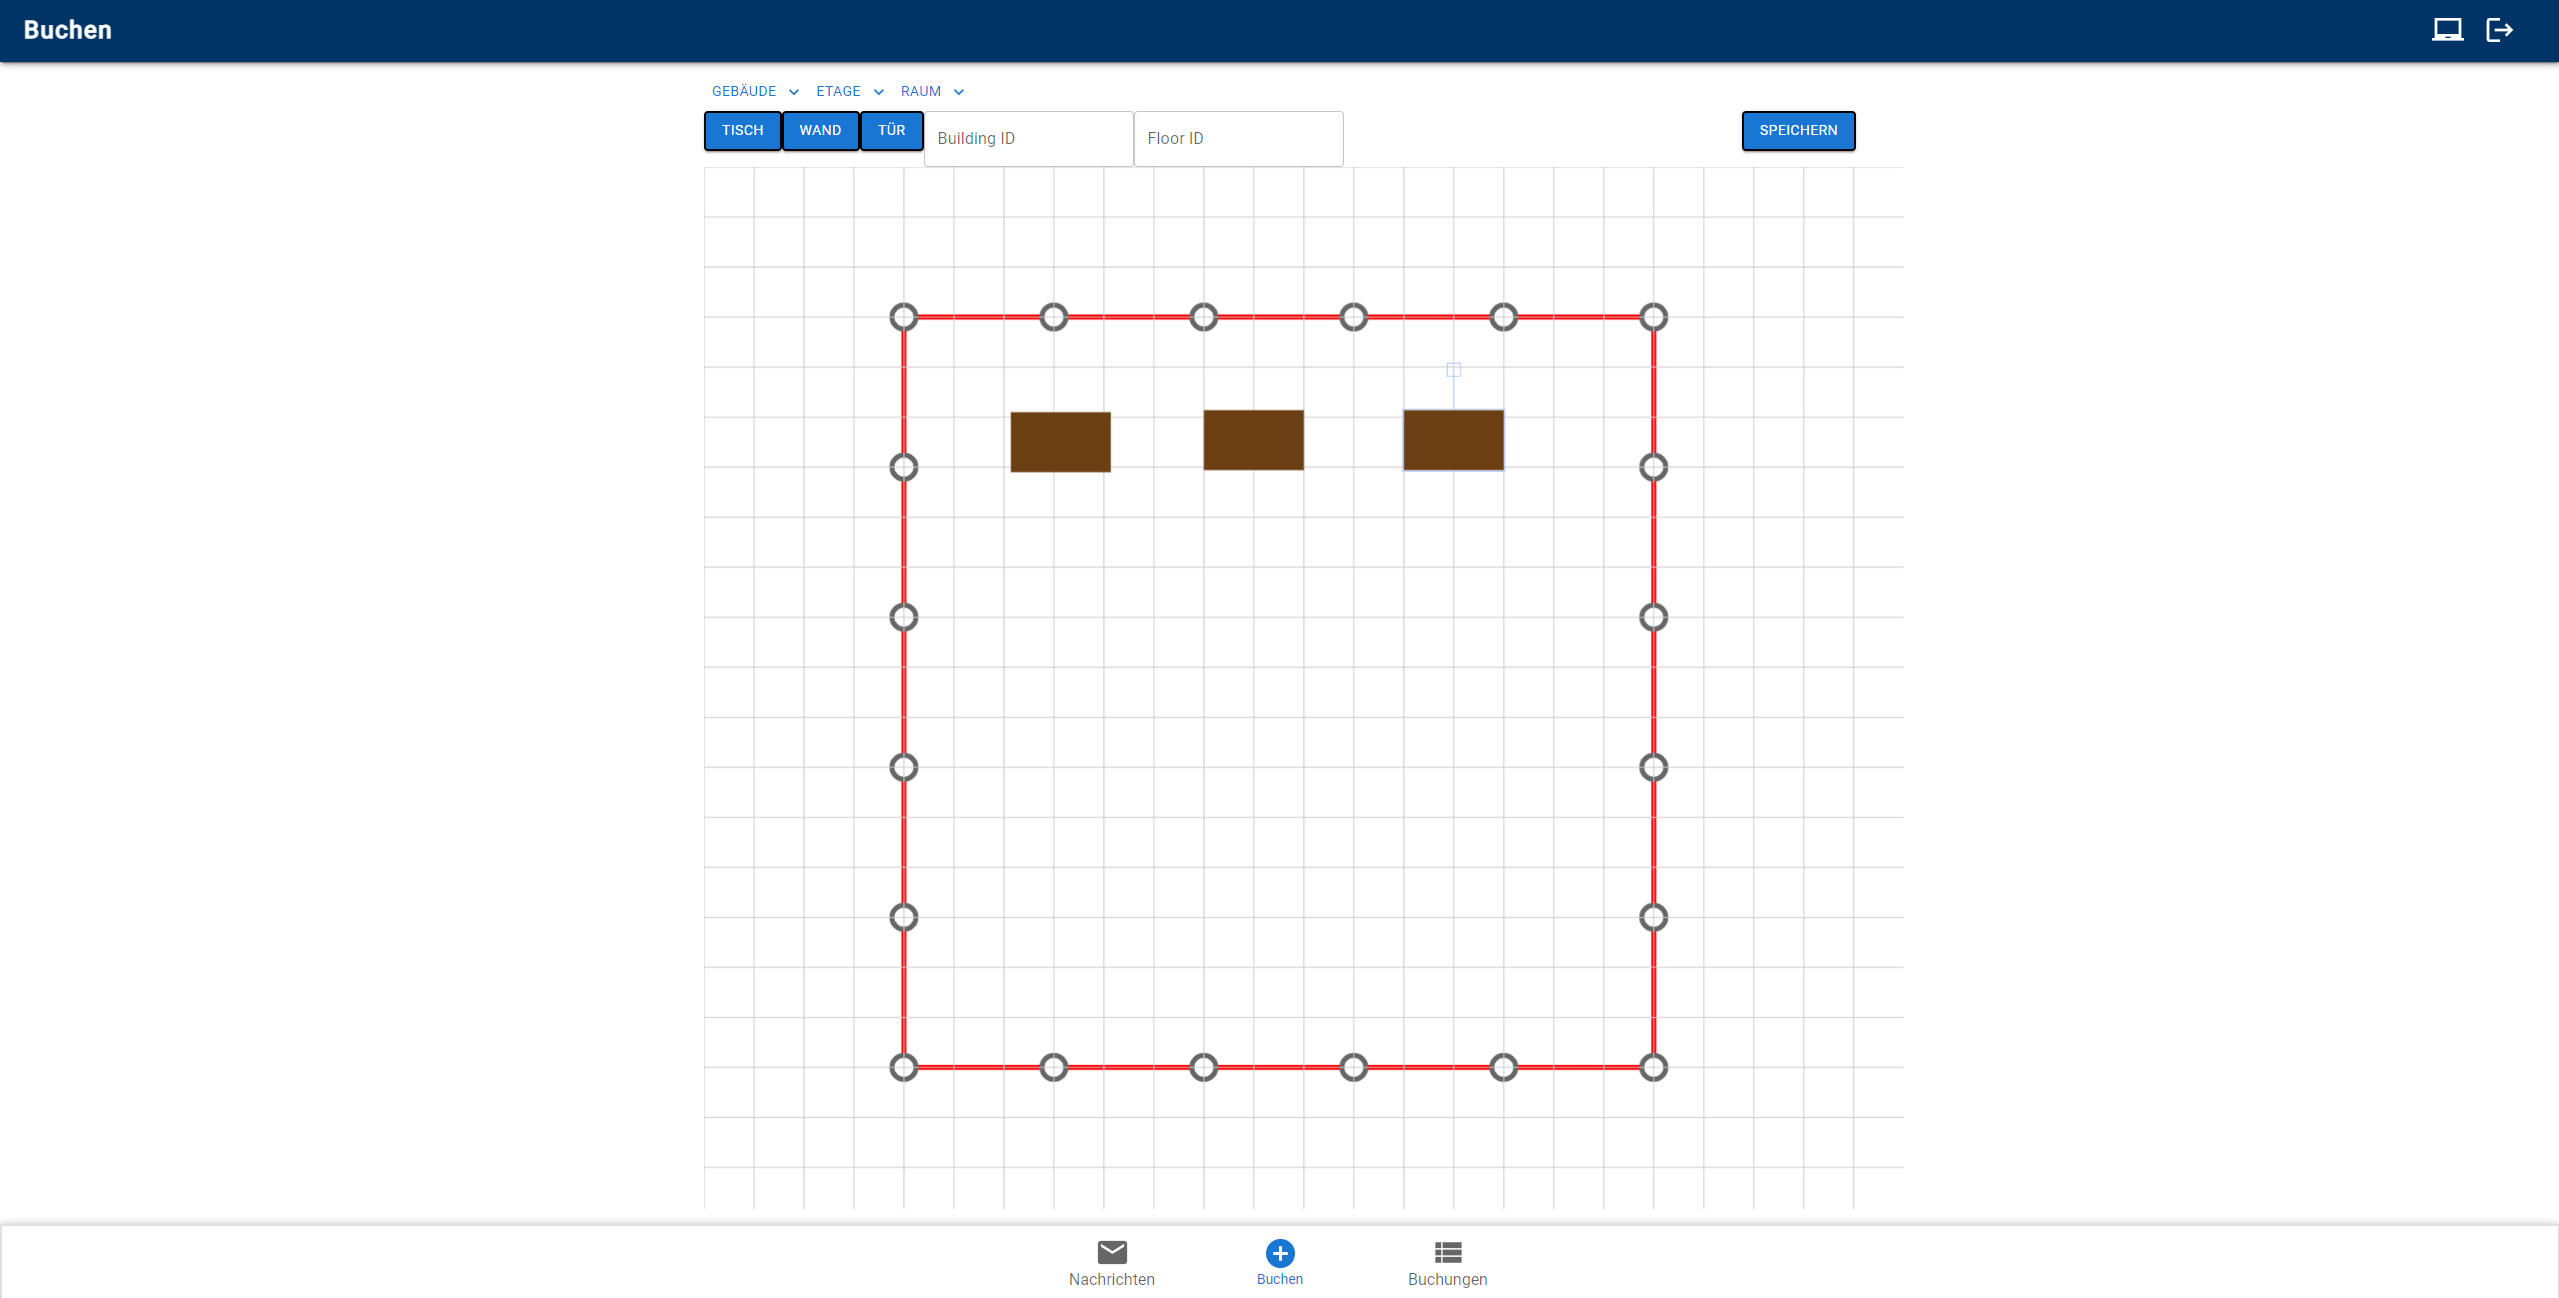 Buchen
GEBÄUDE ETAGE RAUM
TISCH WAND TÜR Building ID Floor ID SPEICHERN
Nachrichten Buchen Buchungen